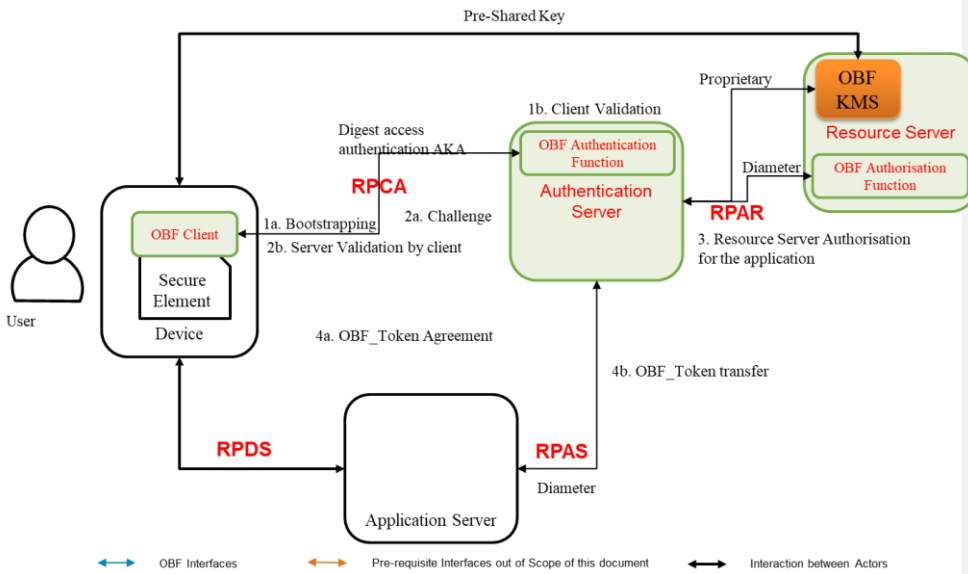 Pre-Shared Key
Proprietary
OBF
KMS
Resource Server
1b. Client Validation
Digest access
authentication AKA
OBF Authentication
Function
Authentication
Server
Diameter
OBF Authorisation
Function
RPCA
RPAR
OBF Client
1a. Bootstrapping
2a. Challenge
2b. Server Validation by client
3. Resource Server Authorisation
for the application
Secure
Element
Device
User
4a. OBF_Token Agreement
4b. OBF_Token transfer
RPDS
RPAS
Diameter
Application Server
OBF Interfaces
Pre-requisite Interfaces out of Scope of this document
Interaction between Actors